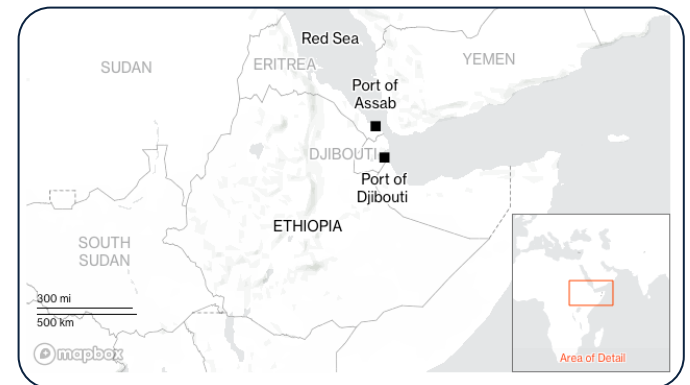 Red Sea
SUDAN
ERITREA
YEMEN
Port of
Assab
DJIBOUTI
Port of
Djibouti
ETHIOPIA
SOUTH
SUDAN
300 mi
500 km
mapbox
Area of Detail